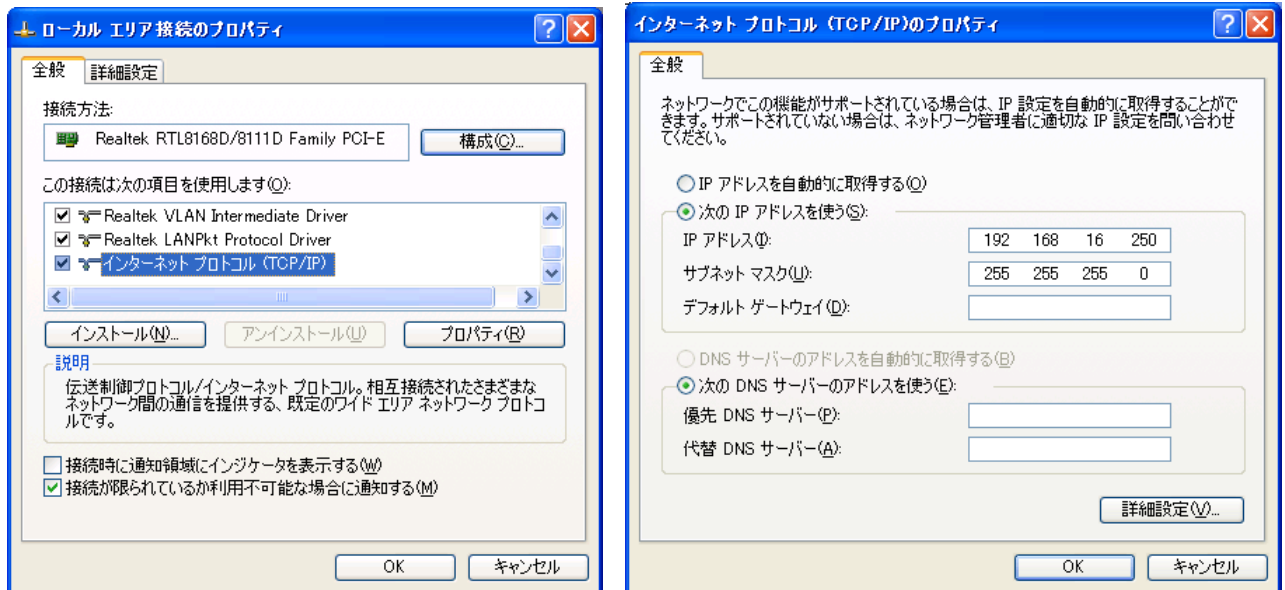 ローカル エリア接続のプロパティ
全般
詳細設定
接続方法:
Realtek RTL8168D/8111D Family PCI-E
構成(C)...
この接続は次の項目を使用します(O):
Realtek VLAN Intermediate Driver
Realtek LANPkt Protocol Driver
インターネット プロトコル (TCP/IP)
インストール(N)...
アンインストール(U)
プロパティ(R)
説明
伝送制御プロトコル/インターネット プロトコル。相互接続されたさまざまな
ネットワーク間の通信を提供する、既定のワイド エリア ネットワーク プロトコ
ルです。
接続時に通知領域にインジケータを表示する(W)
接続が限られているか利用不可能な場合に通知する(M)
OK
キャンセル
インターネット プロトコル (TCP/IP)のプロパティ
全般
ネットワークでこの機能がサポートされている場合は、IP 設定を自動的に取得することがで
きます。サポートされていない場合は、ネットワーク管理者に適切な IP 設定を問い合わせ
てください。
IP アドレスを自動的に取得する(O)
次の IP アドレスを使う(S):
IP アドレス(I):
192 168 16 250
サブネット マスク(U):
255 255 255 0
デフォルト ゲートウェイ(D):
DNS サーバーのアドレスを自動的に取得する(B)
次の DNS サーバーのアドレスを使う(E):
優先 DNS サーバー(P):
代替 DNS サーバー(A):
詳細設定(V)...
OK
キャンセル